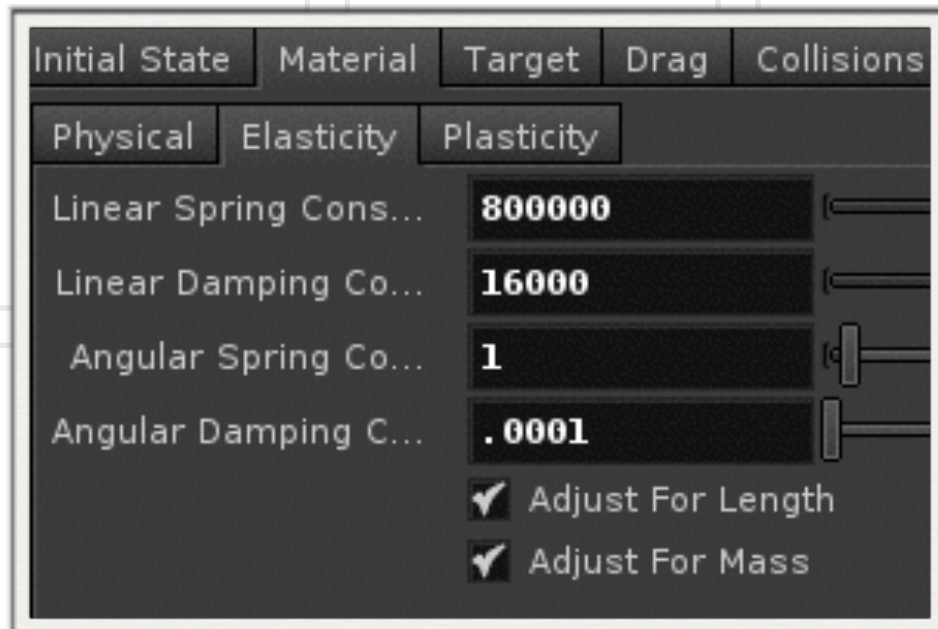 Initial State Material Target Drag Collisions
Physical Elasticity Plasticity
Linear Spring Cons... 800000
Linear Damping Co... 16000
Angular Spring Co... 1
Angular Damping C... .0001
Adjust For Length
Adjust For Mass